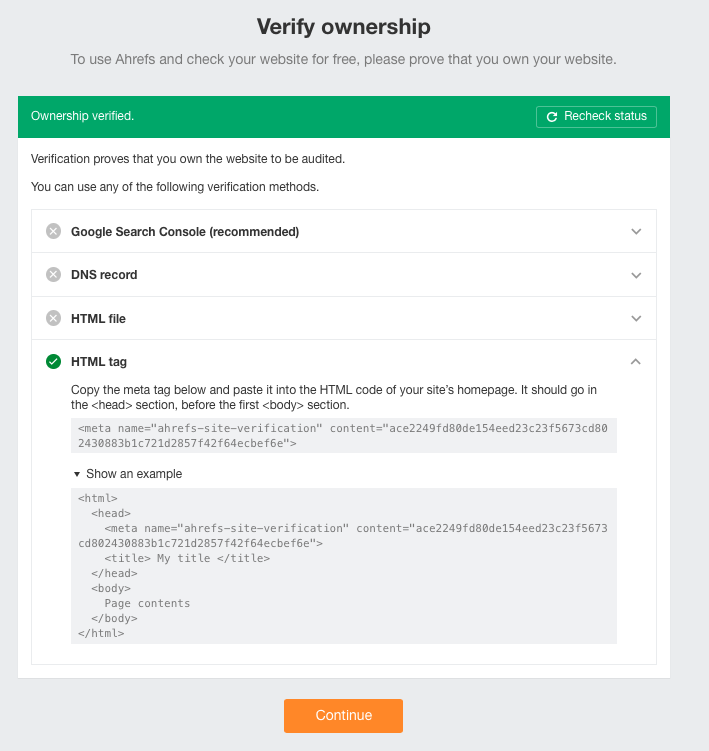 Verify ownership
To use Ahrefs and check your website for free, please prove that you own your website.
Ownership verified.
Recheck status
Verification proves that you own the website to be audited.
You can use any of the following verification methods.
Google Search Console (recommended)
DNS record
HTML file
HTML tag
Copy the meta tag below and paste it into the HTML code of your site's homepage. It should go in
the <head> section, before the first <body> section.
<meta name="ahrefs-site-verification" content="ace2249fd80de154eed23c23f5673cd80
2430883b1c721d2857f42f64ecbef6e">
Show an example
<html>
  <head>
    <meta name="ahrefs-site-verification" content="ace2249fd80de154eed23c23f5673
cd802430883b1c721d2857f42f64ecbef6e">
    <title> My title </title>
  </head>
  <body>
    Page contents
  </body>
</html>
Continue